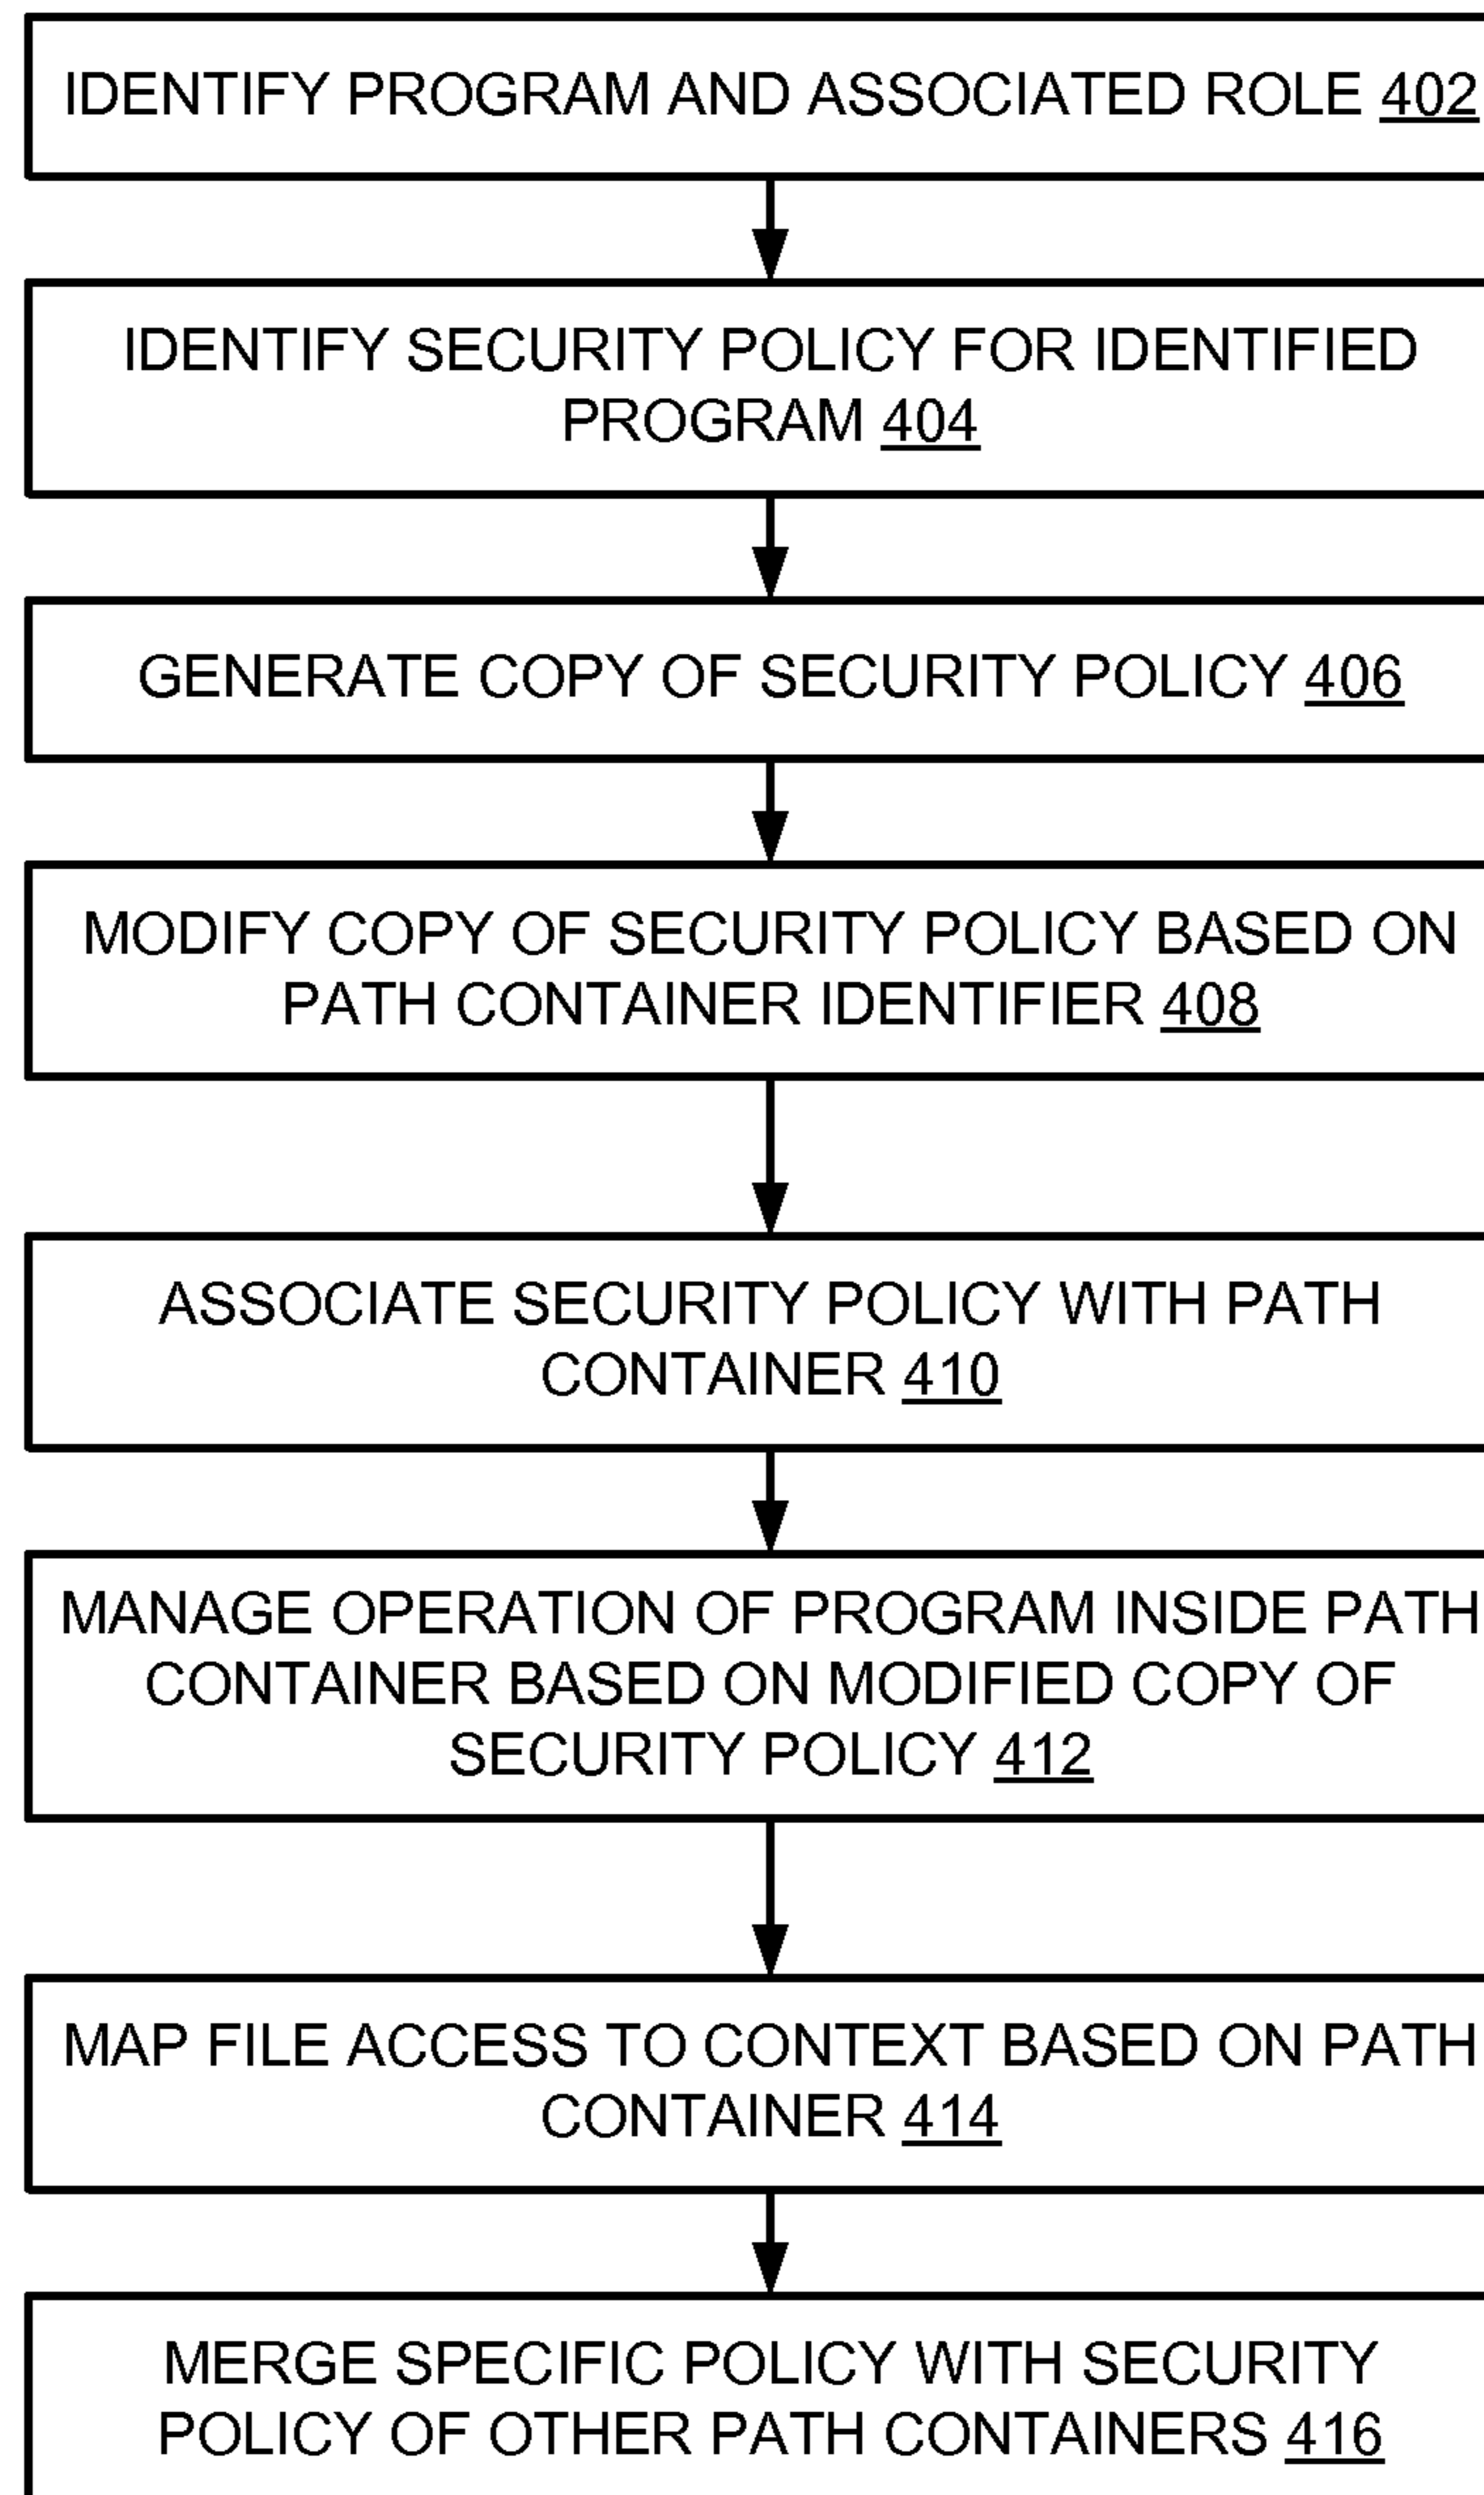 IDENTIFY PROGRAM AND ASSOCIATED ROLE 402
IDENTIFY SECURITY POLICY FOR IDENTIFIED
PROGRAM 404
GENERATE COPY OF SECURITY POLICY 406
MODIFY COPY OF SECURITY POLICY BASED ON
PATH CONTAINER IDENTIFIER 408
ASSOCIATE SECURITY POLICY WITH PATH
CONTAINER 410
MANAGE OPERATION OF PROGRAM INSIDE PATH
CONTAINER BASED ON MODIFIED COPY OF
SECURITY POLICY 412
MAP FILE ACCESS TO CONTEXT BASED ON PATH
CONTAINER 414
MERGE SPECIFIC POLICY WITH SECURITY
POLICY OF OTHER PATH CONTAINERS 416